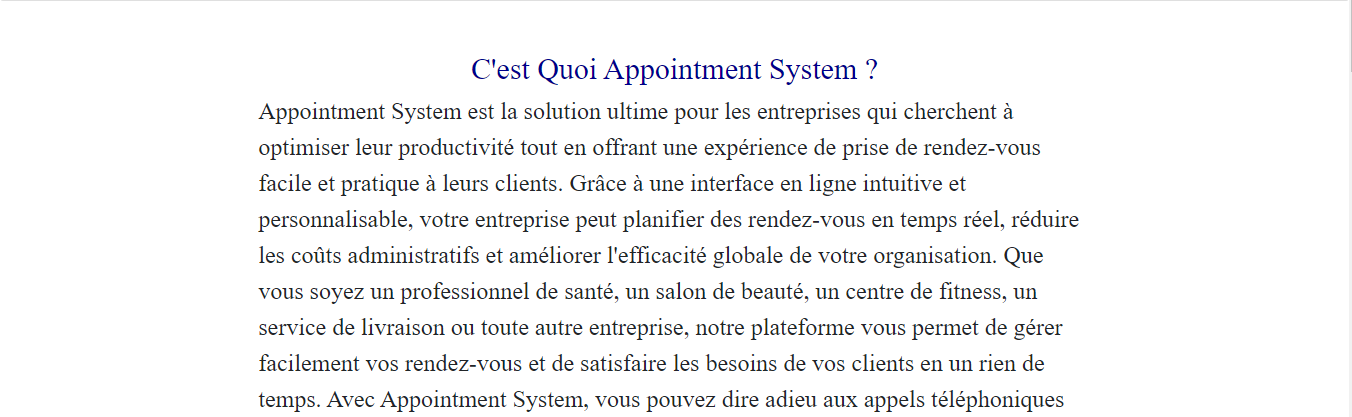 C'est Quoi Appointment System ?
Appointment System est la solution ultime pour les entreprises qui cherchent à
optimiser leur productivité tout en offrant une expérience de prise de rendez-vous
facile et pratique à leurs clients. Grâce à une interface en ligne intuitive et
personnalisable, votre entreprise peut planifier des rendez-vous en temps réel, réduire
les coûts administratifs et améliorer l'efficacité globale de votre organisation. Que
vous soyez un professionnel de santé, un salon de beauté, un centre de fitness, un
service de livraison ou toute autre entreprise, notre plateforme vous permet de gérer
facilement vos rendez-vous et de satisfaire les besoins de vos clients en un rien de
temps. Avec Appointment System, vous pouvez dire adieu aux appels téléphoniques